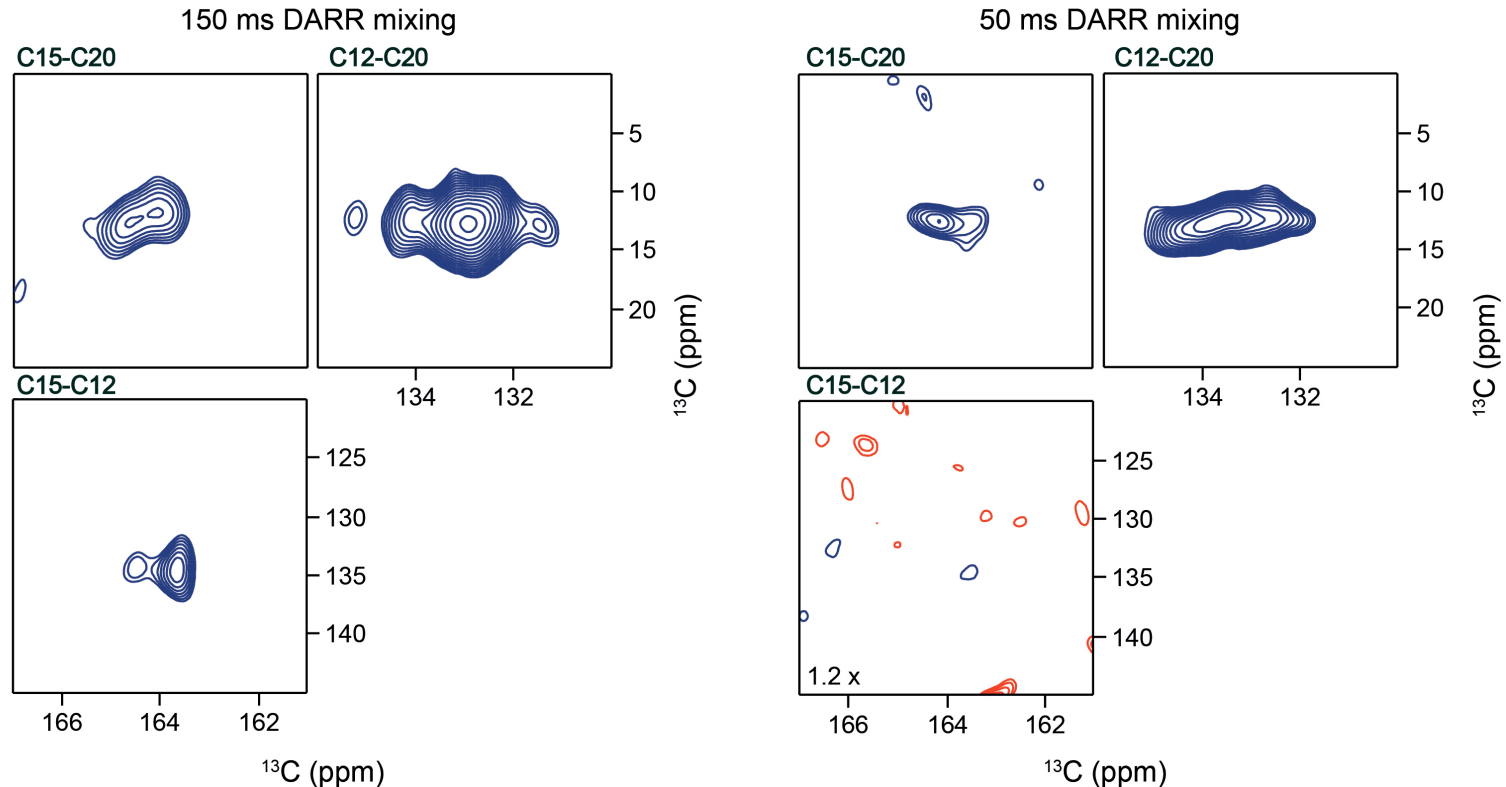 150 ms DARR mixing
50 ms DARR mixing
C15-C20
C12-C20
C15-C20
C12-C20
5
10
15
20
13C (ppm)
134
132
5
10
15
20
13C (ppm)
134
132
C15-C12
125
130
135
140
166
164
162
13C (ppm)
C15-C12
125
130
135
140
1.2 x
166
164
162
13C (ppm)